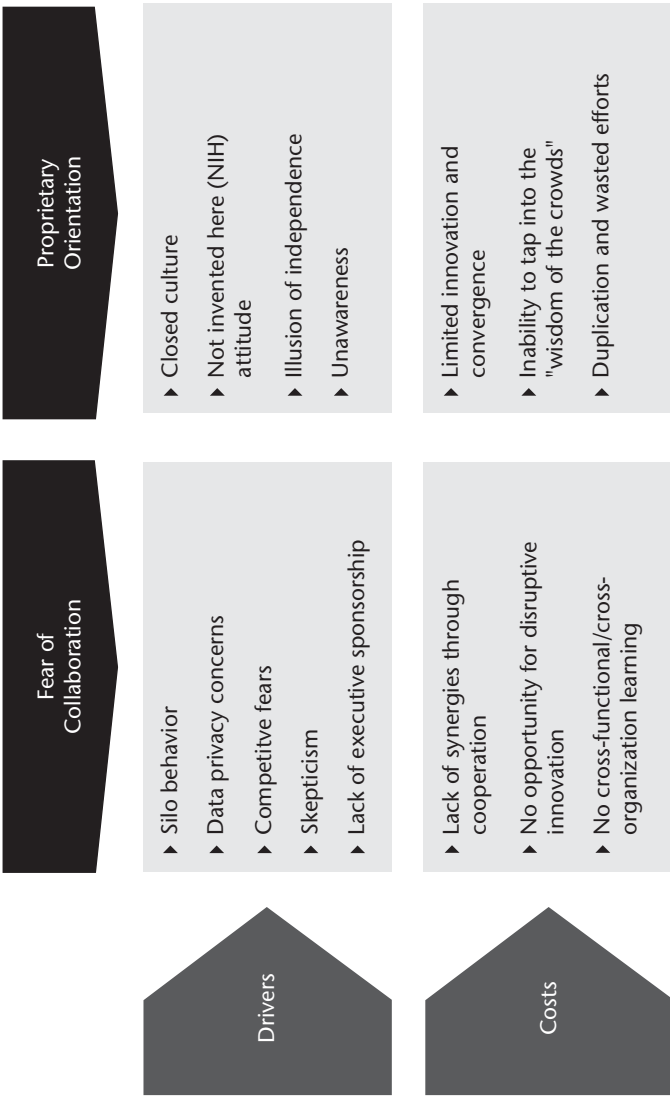 Fear of
Collaboration
Proprietary
Orientation
Drivers
▶ Silo behavior
▶ Data privacy concerns
▶ Competitve fears
▶ Skepticism
▶ Lack of executive sponsorship
▶ Closed culture
▶ Not invented here (NIH)
attitude
▶ Illusion of independence
▶ Unawareness
Costs
▶ Lack of synergies through
cooperation
▶ No opportunity for disruptive
innovation
▶ No cross-functional/cross-
organization learning
▶ Limited innovation and
convergence
▶ Inability to tap into the
"wisdom of the crowds"
▶ Duplication and wasted efforts